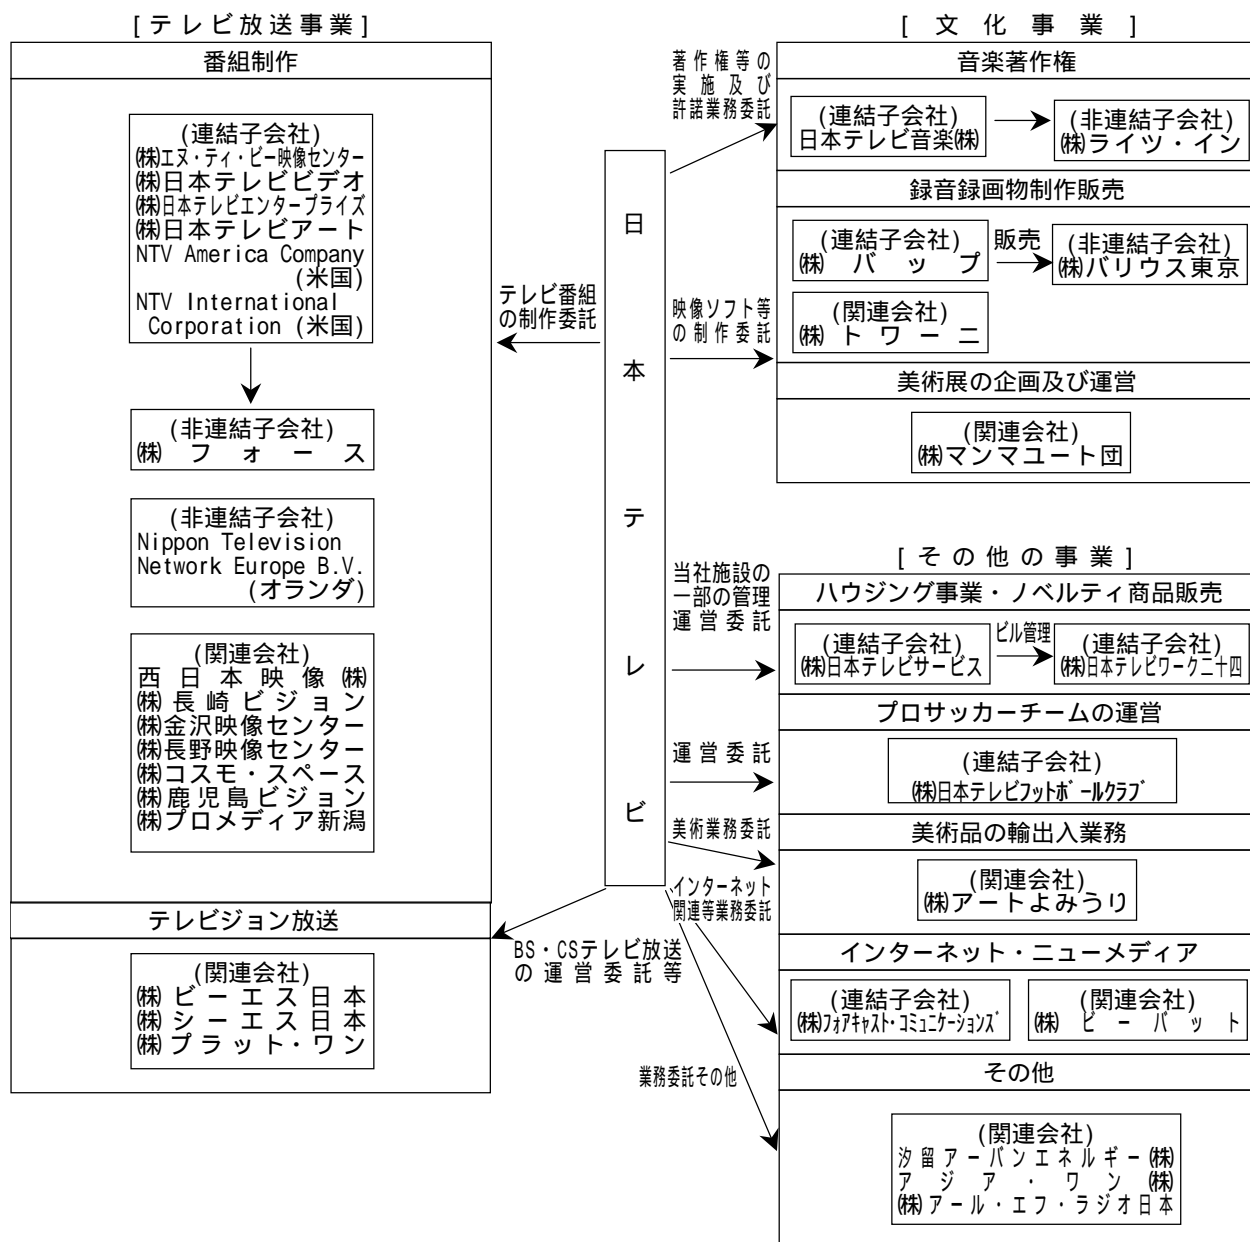 [テレビ放送事業]
番組制作
(連結子会社)
㈱エヌ・ティ・ビー映像センター
㈱日本テレビビデオ
㈱日本テレビエンタープライズ
㈱日本テレビアート
NTV America Company
(米国)
NTV International
Corporation (米国)
(非連結子会社)
㈱フォース
(非連結子会社)
Nippon Television
Network Europe B.V.
(オランダ)
(関連会社)
西日本映像㈱
㈱長崎ビジョン
㈱金沢映像センター
㈱長野映像センター
㈱コスモ・スペース
㈱鹿児島ビジョン
㈱プロメディア新潟
テレビジョン放送
(関連会社)
㈱ビーエス日本
㈱シーエス日本
㈱プラット・ワン
テレビ番組
の制作委託
BS・CSテレビ放送
の運営委託等
日本テレビ
著作権等の
実施及び
許諾業務委託
映像ソフト等
の制作委託
当社施設の
一部の管理
運営委託
運営委託
美術業務委託
インターネット
関連等業務委託
業務委託その他
[文化事業]
音楽著作権
(連結子会社)
日本テレビ音楽㈱
(非連結子会社)
㈱ライツ・イン
録音録画物制作販売
(連結子会社)
㈱バップ
販売
(非連結子会社)
㈱バリウス東京
(関連会社)
㈱トワーニ
美術展の企画及び運営
(関連会社)
㈱マンマユート団
[その他の事業]
ハウジング事業・ノベルティ商品販売
(連結子会社)
㈱日本テレビサービス
ビル管理
(連結子会社)
㈱日本テレビワーク二十四
プロサッカーチームの運営
(連結子会社)
㈱日本テレビフットボールクラブ
美術品の輸出入業務
(関連会社)
㈱アートよみうり
インターネット・ニューメディア
(連結子会社)
㈱フォアキャスト・コミュニケーションズ
(関連会社)
㈱ビーバット
その他
(関連会社)
汐留アーバンエネルギー㈱
アジア・ワン㈱
㈱アール・エフ・ラジオ日本